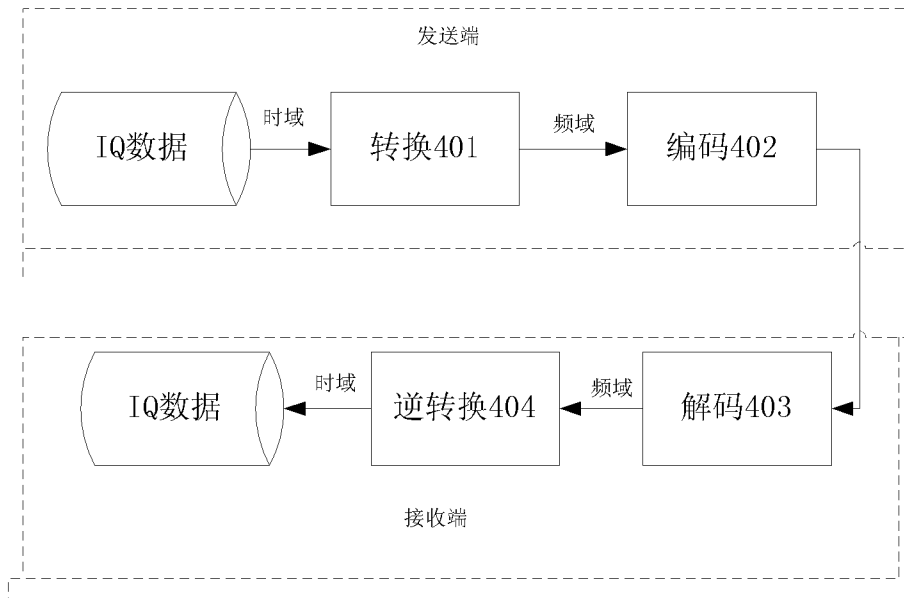 发送端
IQ数据
时域
转换401
频域
编码402
IQ数据
时域
逆转换404
频域
解码403
接收端